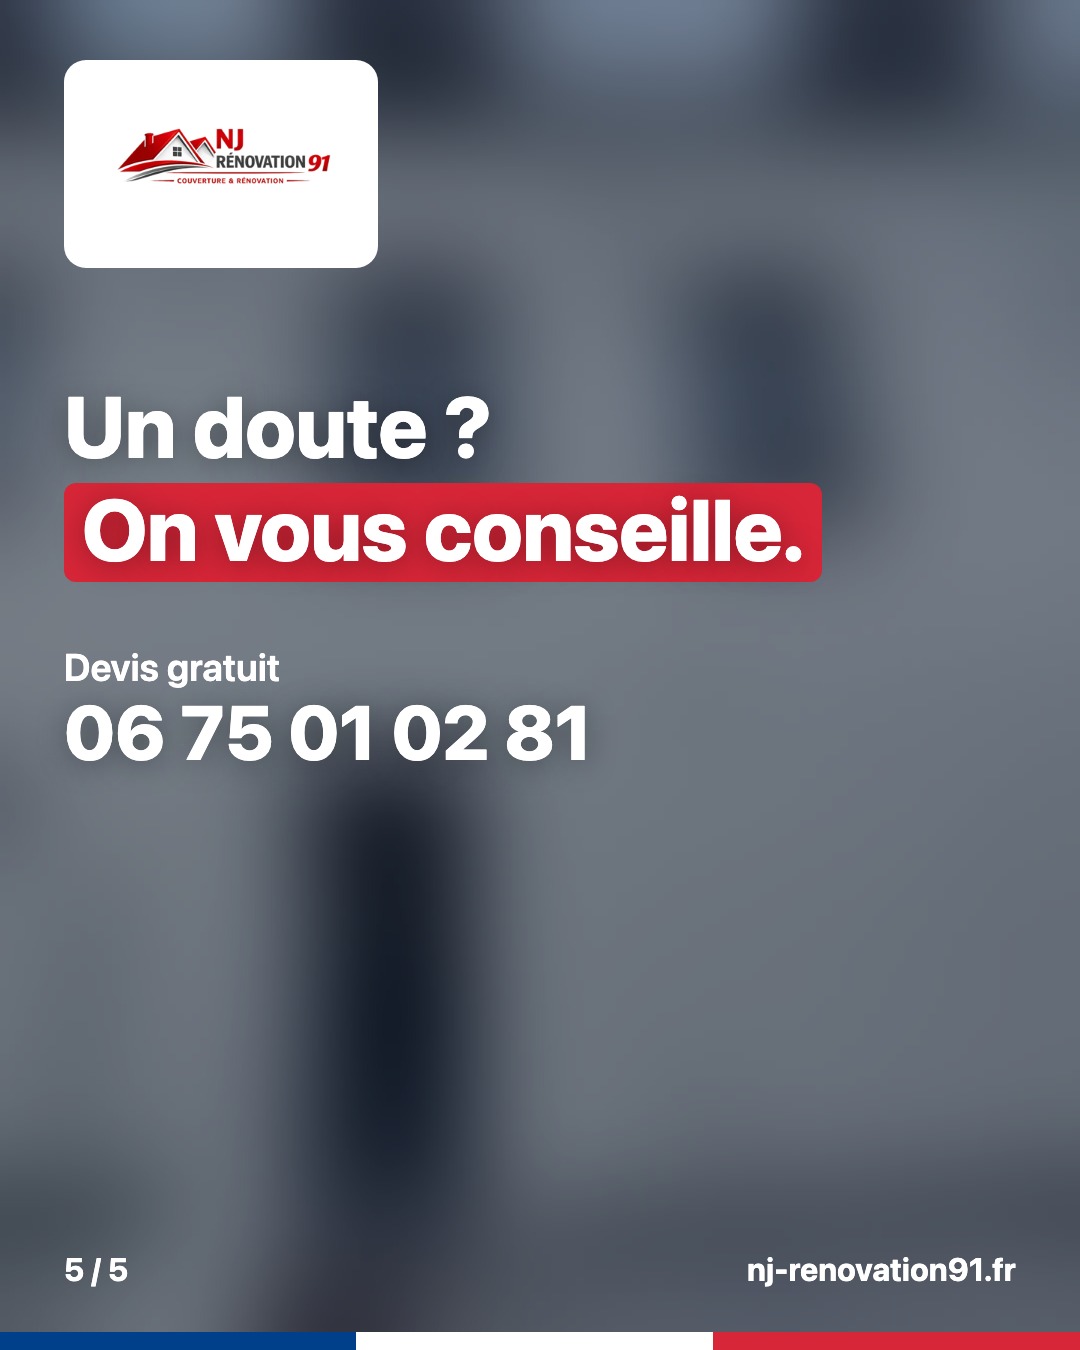 NJ
RÉNOVATION 91
COUVERTURE & RÉNOVATION
Un doute ?
On vous conseille.
Devis gratuit
06 75 01 02 81
5 / 5
nj-renovation91.fr